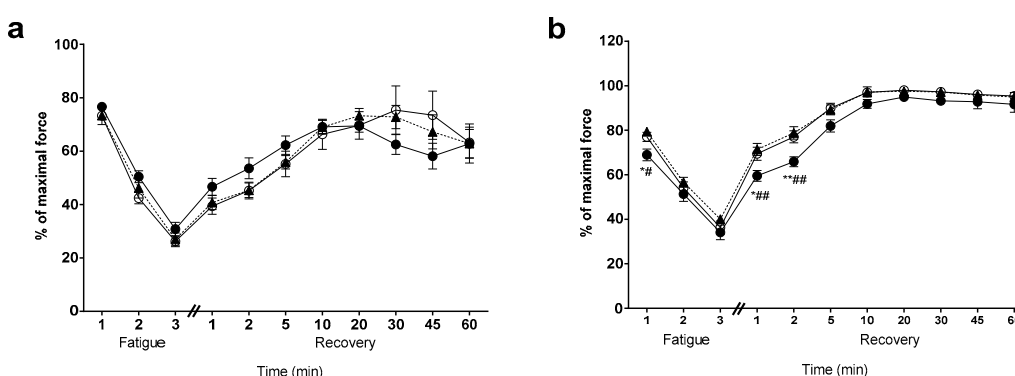 a
% of maximal force
100
80
60
40
20
0
1 2 3 1 2 5 10 20 30 45 60
Fatigue Recovery
Time (min)
b
% of maximal force
120
100
80
60
40
20
0
*#
*##
**##
1 2 3 1 2 5 10 20 30 45
Fatigue Recovery
Time (min)